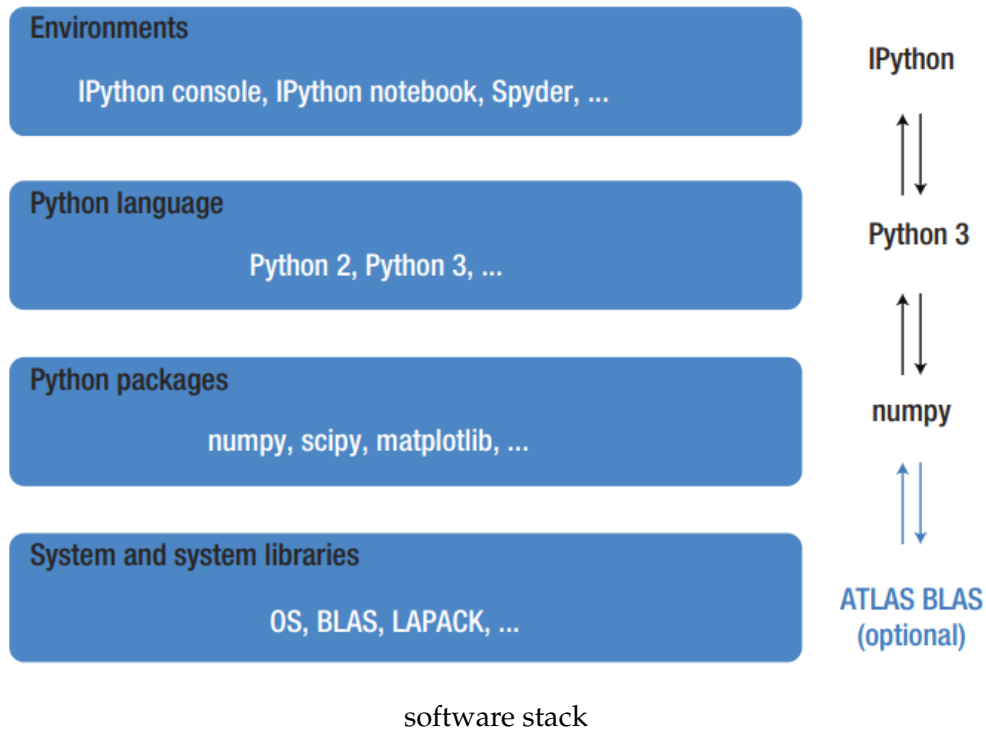 Environments
IPython console, IPython notebook, Spyder, ...
IPython
Python language
Python 2, Python 3, ...
Python 3
Python packages
numpy, scipy, matplotlib, ...
numpy
System and system libraries
OS, BLAS, LAPACK, ...
ATLAS BLAS
(optional)
software stack